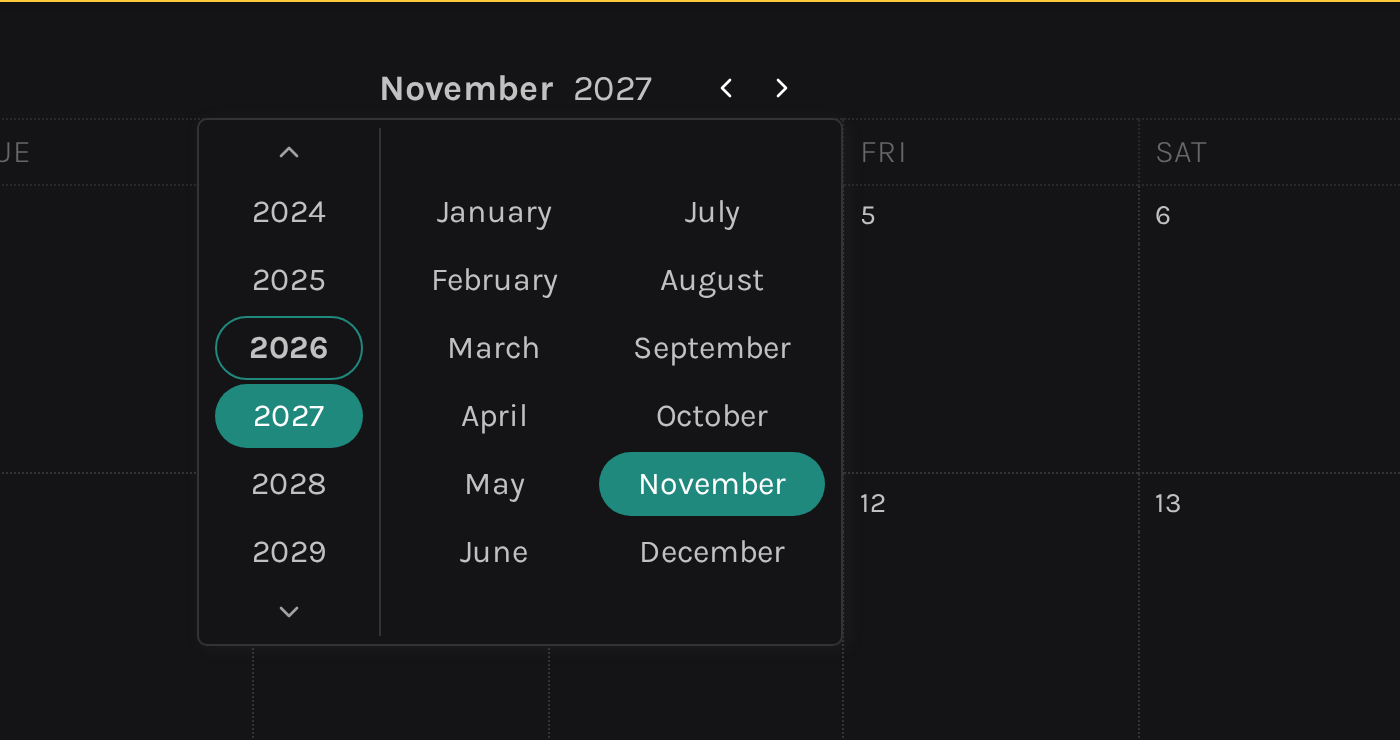 November 2027
UE FRI SAT
2024 January July 5 6
2025 February August
2026 March September
2027 April October
2028 May November 12 13
2029 June December